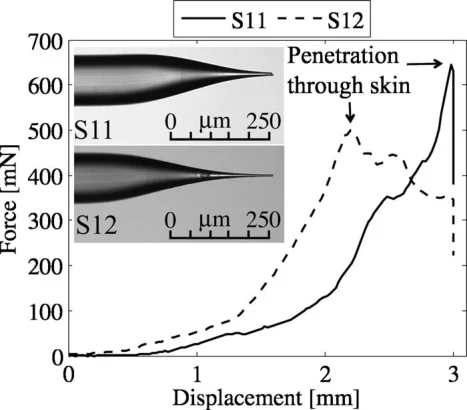 S11 S12
700
600
500
400
300
200
100
0
Force [mN]
Penetration
through skin
S11
0 μm 250
S12
0 μm 250
0 1 2 3
Displacement [mm]